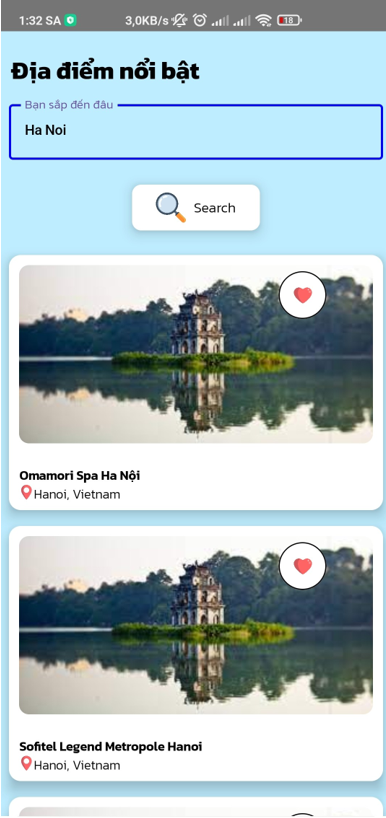 1:32 SA 3,0KB/s 18
Địa điểm nổi bật
Bạn sắp đến đâu
Ha Noi
Search
Omamori Spa Ha Nội
Hanoi, Vietnam
Sofitel Legend Metropole Hanoi
Hanoi, Vietnam